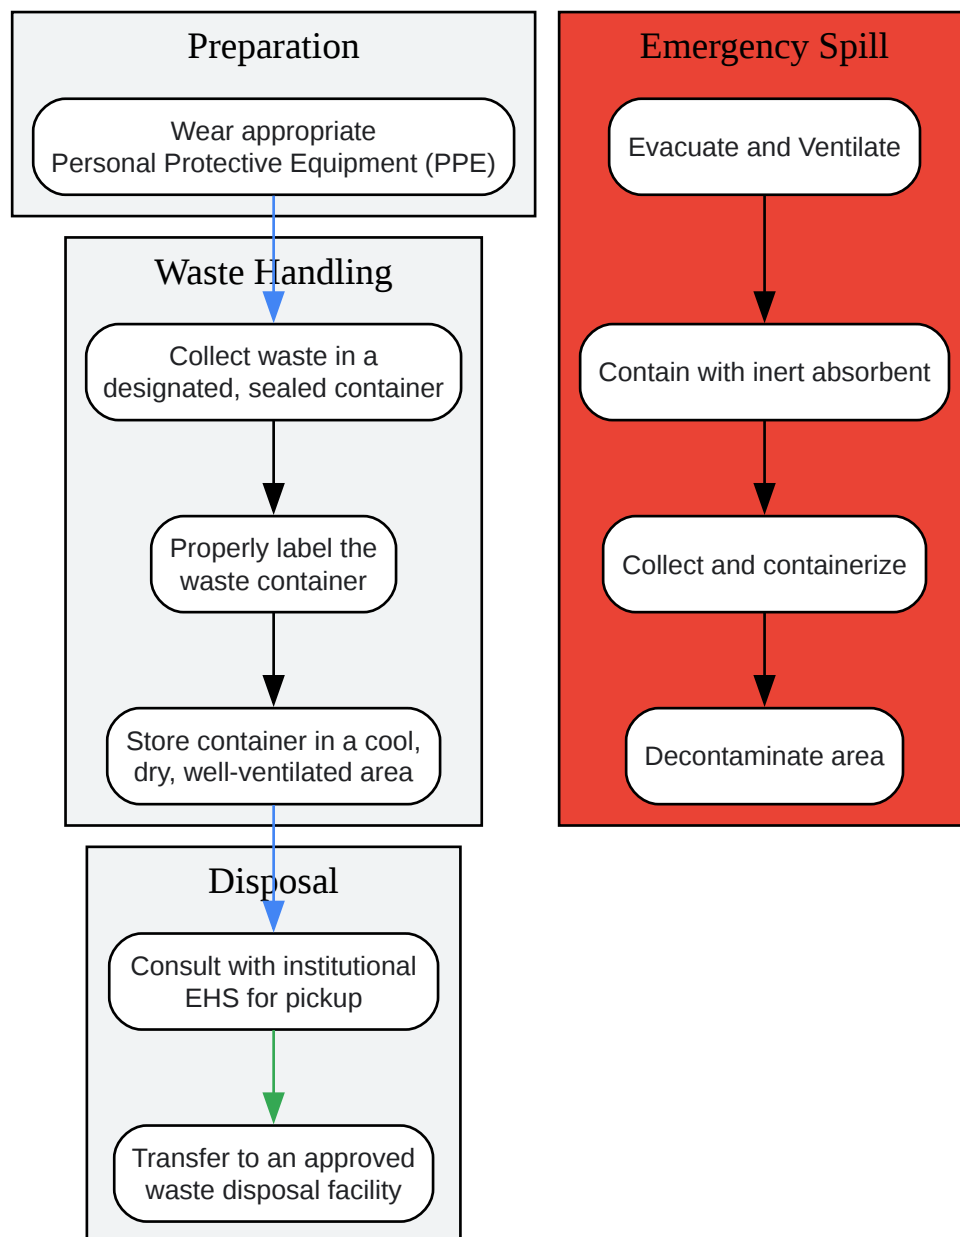 Preparation
Wear appropriate
Personal Protective Equipment (PPE)
Waste Handling
Collect waste in a
designated, sealed container
Properly label the
waste container
Store container in a cool,
dry, well-ventilated area
Disposal
Consult with institutional
EHS for pickup
Transfer to an approved
waste disposal facility
Emergency Spill
Evacuate and Ventilate
Contain with inert absorbent
Collect and containerize
Decontaminate area